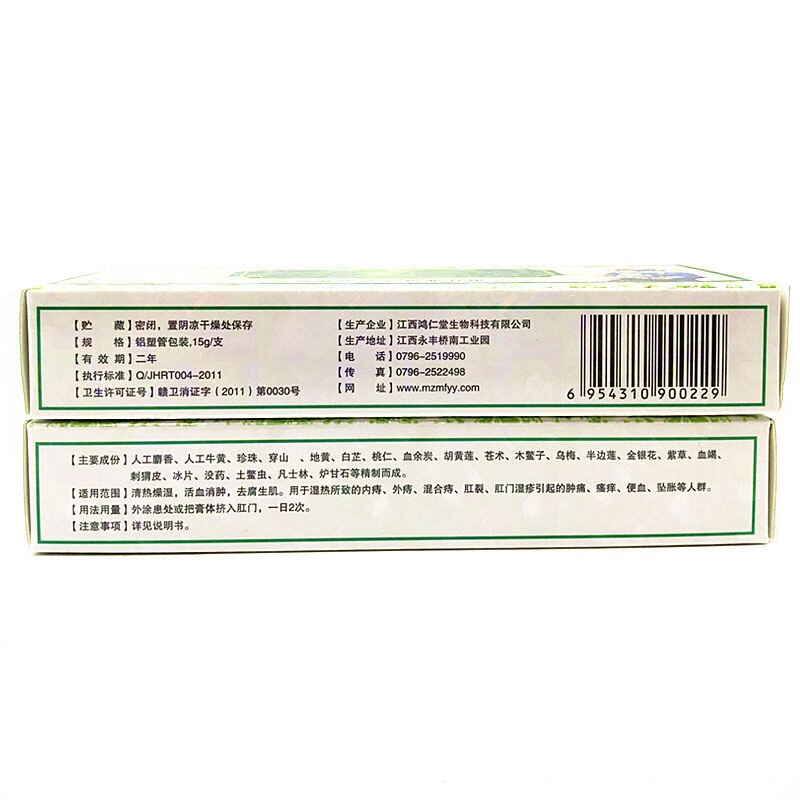 【贮　　藏】密闭，置阴凉干燥处保存
【规　　格】铝塑管包装,15g/支
【有 效 期】二年
【执行标准】Q/JHRT004-2011
【卫生许可证号】赣卫消证字（2011）第0030号
【生产企业】江西鸿仁堂生物科技有限公司
【生产地址】江西永丰桥南工业园
【电　　话】0796-2519990
【传　　真】0796-2522498
【网　　址】www.mzmfyy.com
6 954310 900229
【主要成份】人工麝香、人工牛黄、珍珠、穿山　、地黄、白芷、桃仁、血余炭、胡黄莲、苍术、木鳖子、乌梅、半边莲、金银花、紫草、血竭、
刺猬皮、冰片、没药、土鳖虫、凡士林、炉甘石等精制而成。
【适用范围】清热燥湿，活血消肿，去腐生肌。用于湿热所致的内痔、外痔、混合痔、肛裂、肛门湿疹引起的肿痛、瘙痒、便血、坠胀等人群。
【用法用量】外涂患处或把膏体挤入肛门，一日2次。
【注意事项】详见说明书。